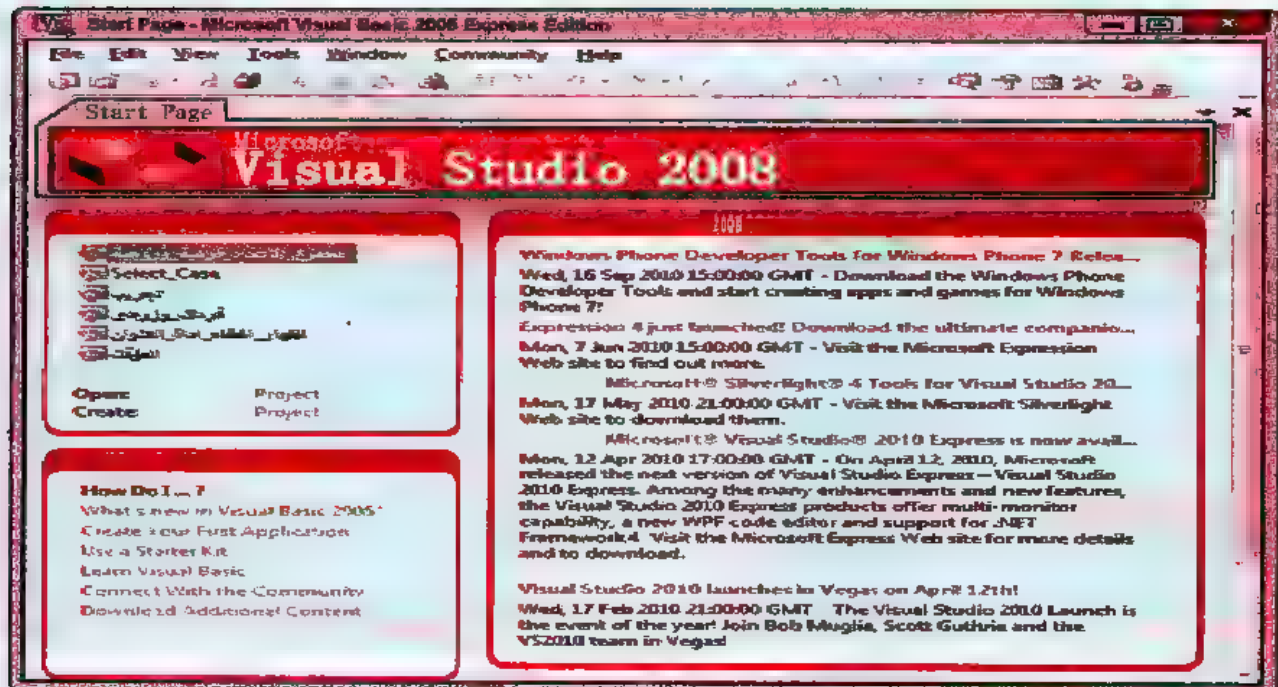 Start Page - Microsoft Visual Basic 2008 Express Edition
File Edit View Tools Window Community Help
Start Page
Microsoft
Visual Studio 2008
Select_Case
Open: Project
Create: Project
How Do I ... ?
What's new in Visual Basic 2005?
Create Your First Application
Use a Starter Kit
Learn Visual Basic
Connect With the Community
Download Additional Content
2008
Windows Phone Developer Tools for Windows Phone 7 Relea...
Wed, 16 Sep 2010 15:00:00 GMT - Download the Windows Phone
Developer Tools and start creating apps and games for Windows
Phone 7!
Expression 4 just launched! Download the ultimate companio...
Mon, 7 Jun 2010 15:00:00 GMT - Visit the Microsoft Expression
Web site to find out more.
Microsoft® Silverlight® 4 Tools for Visual Studio 20...
Mon, 17 May 2010 21:00:00 GMT - Visit the Microsoft Silverlight
Web site to download them.
Microsoft® Visual Studio® 2010 Express is now avail...
Mon, 12 Apr 2010 17:00:00 GMT - On April 12, 2010, Microsoft
released the next version of Visual Studio Express — Visual Studio
2010 Express. Among the many enhancements and new features,
the Visual Studio 2010 Express products offer multi-monitor
capability, a new WPF code editor and support for .NET
Framework 4. Visit the Microsoft Express Web site for more details
and to download.
Visual Studio 2010 launches in Vegas on April 12th!
Wed, 17 Feb 2010 21:00:00 GMT The Visual Studio 2010 Launch is
the event of the year! Join Bob Muglia, Scott Guthrie and the
VS2010 team in Vegas!